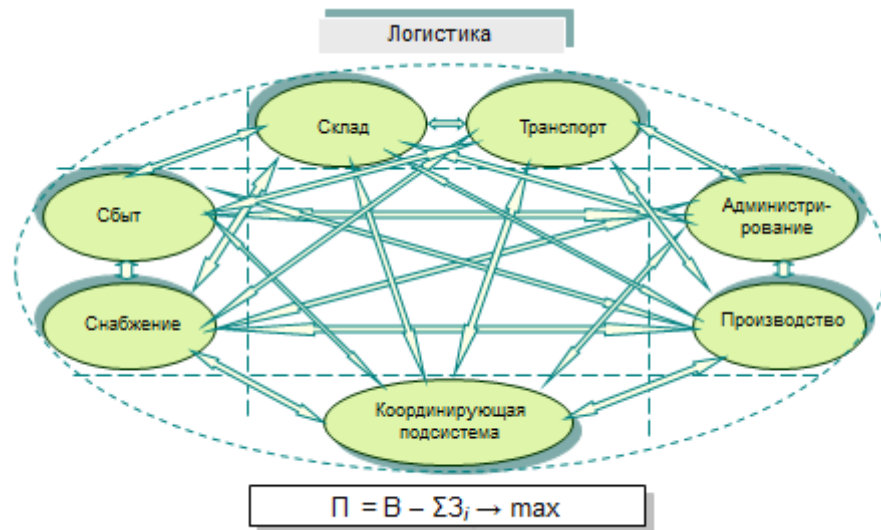 Логистика
Склад
Транспорт
Сбыт
Администри-
рование
Снабжение
Производство
Координирующая
подсистема
П = В – ΣЗi → max